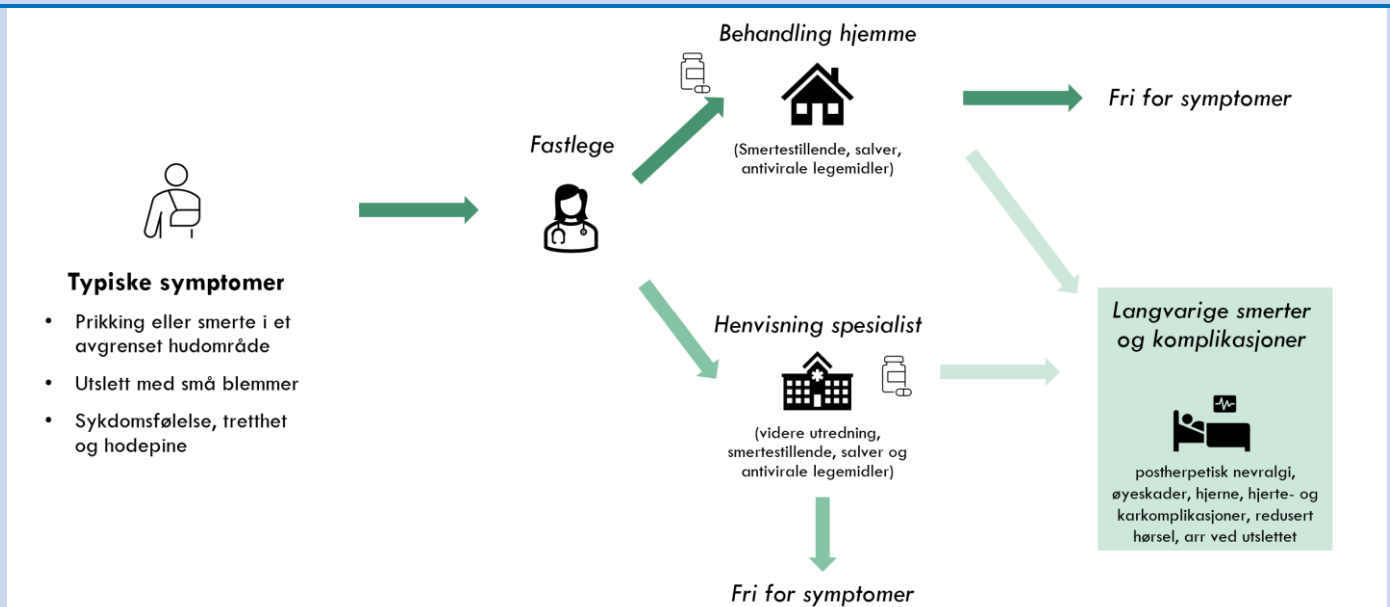 Typiske symptomer
• Prikking eller smerte i et
avgrenset hudområde
• Utslett med små blemmer
• Sykdomsfølelse, tretthet
og hodepine
Fastlege
Behandling hjemme
(Smertestillende, salver,
antivirale legemidler)
Fri for symptomer
Henvisning spesialist
(videre utredning,
smertestillende, salver og
antivirale legemidler)
Fri for symptomer
Langvarige smerter
og komplikasjoner
postherpetisk nevralgi,
øyeskader, hjerne, hjerte- og
karkomplikasjoner, redusert
hørsel, arr ved utslettet